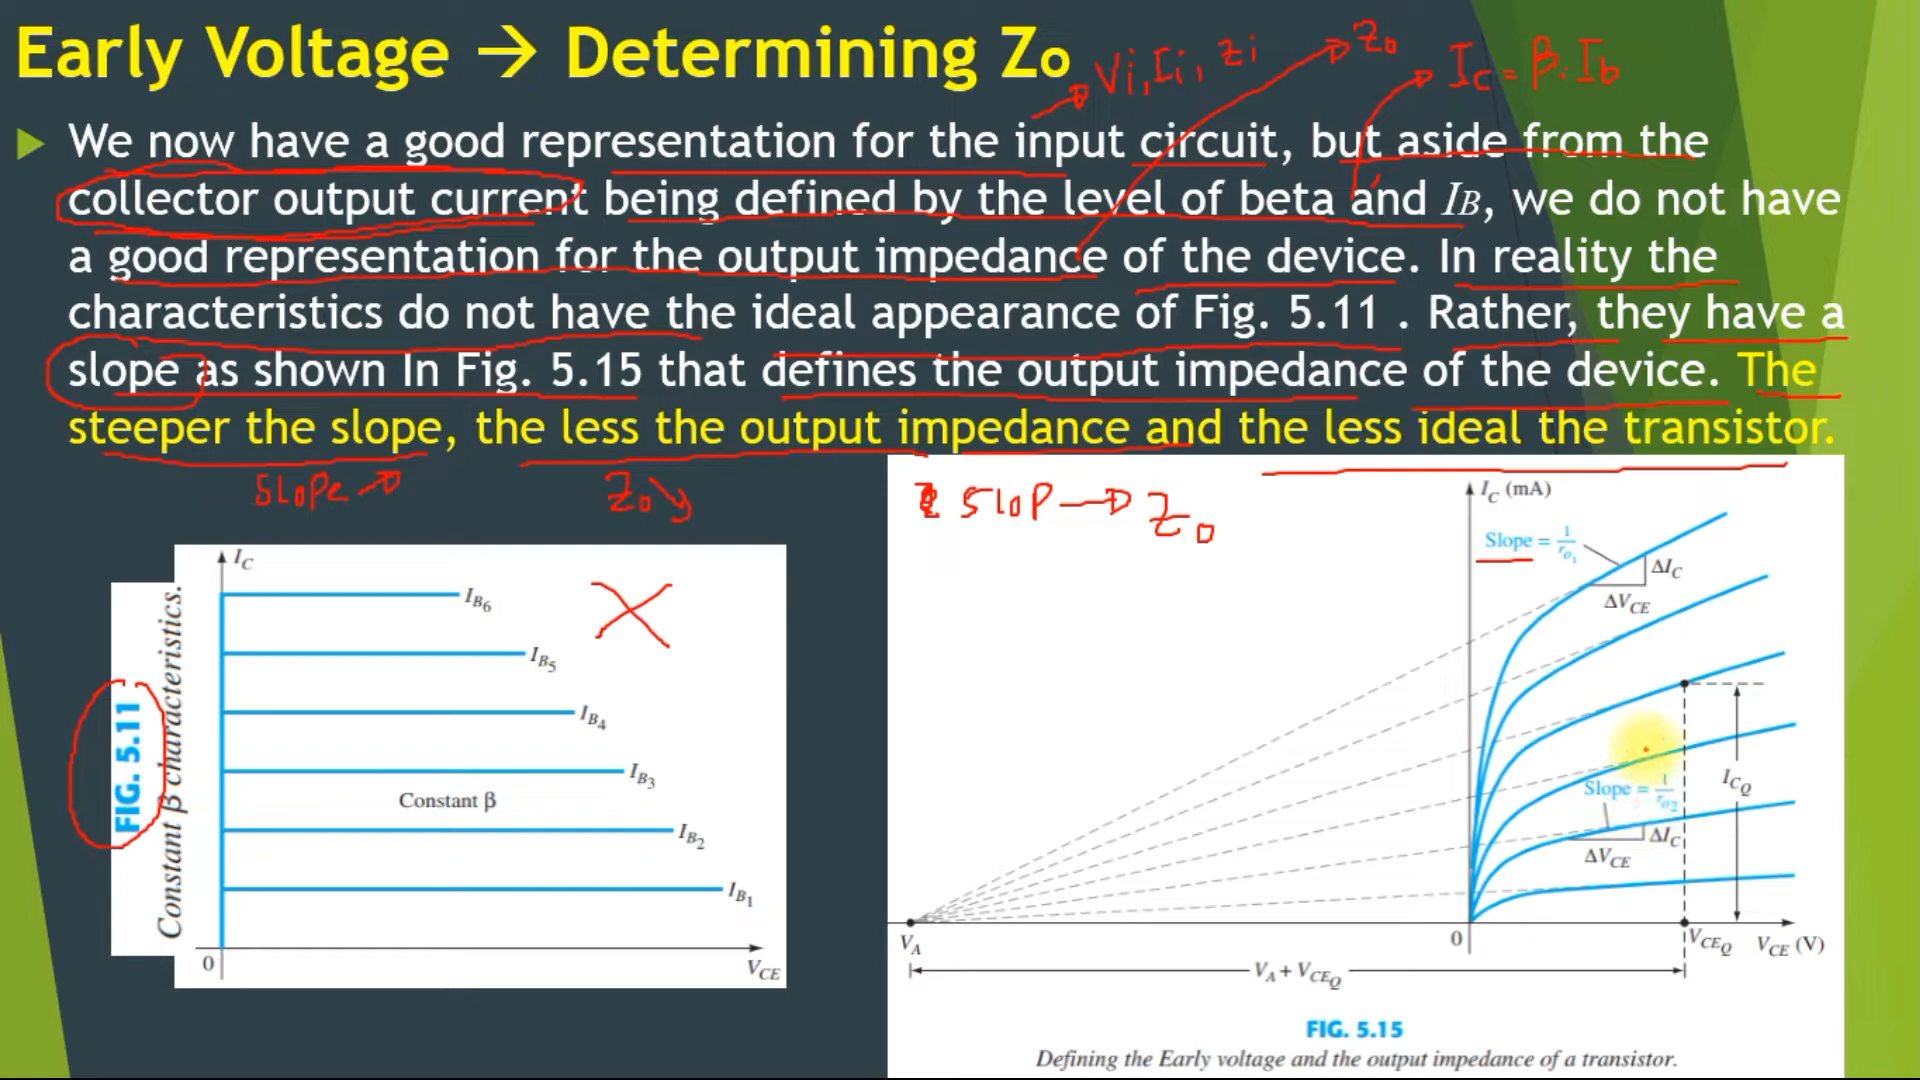 Early Voltage → Determining Zo
Vi, Ii, Zi
Zo
Ic = β.Ib
We now have a good representation for the input circuit, but aside from the
collector output current being defined by the level of beta and IB, we do not have
a good representation for the output impedance of the device. In reality the
characteristics do not have the ideal appearance of Fig. 5.11 . Rather, they have a
slope as shown In Fig. 5.15 that defines the output impedance of the device. The
steeper the slope, the less the output impedance and the less ideal the transistor.
Slope
Zo
Slop → Zo
FIG. 5.11
Constant β characteristics.
IC
IB6
IB5
IB4
IB3
Constant β
IB2
IB1
0
VCE
IC (mA)
Slope = 1/ro1
ΔIC
ΔVCE
Slope = 1/ro2
ICQ
ΔIC
ΔVCE
VA
0
VCEQ
VCE (V)
VA + VCEQ
FIG. 5.15
Defining the Early voltage and the output impedance of a transistor.